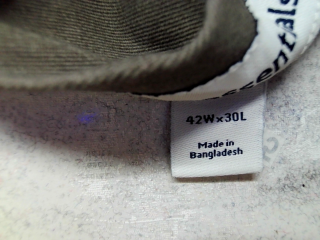 essentials
42W x 30L
Made in
Bangladesh